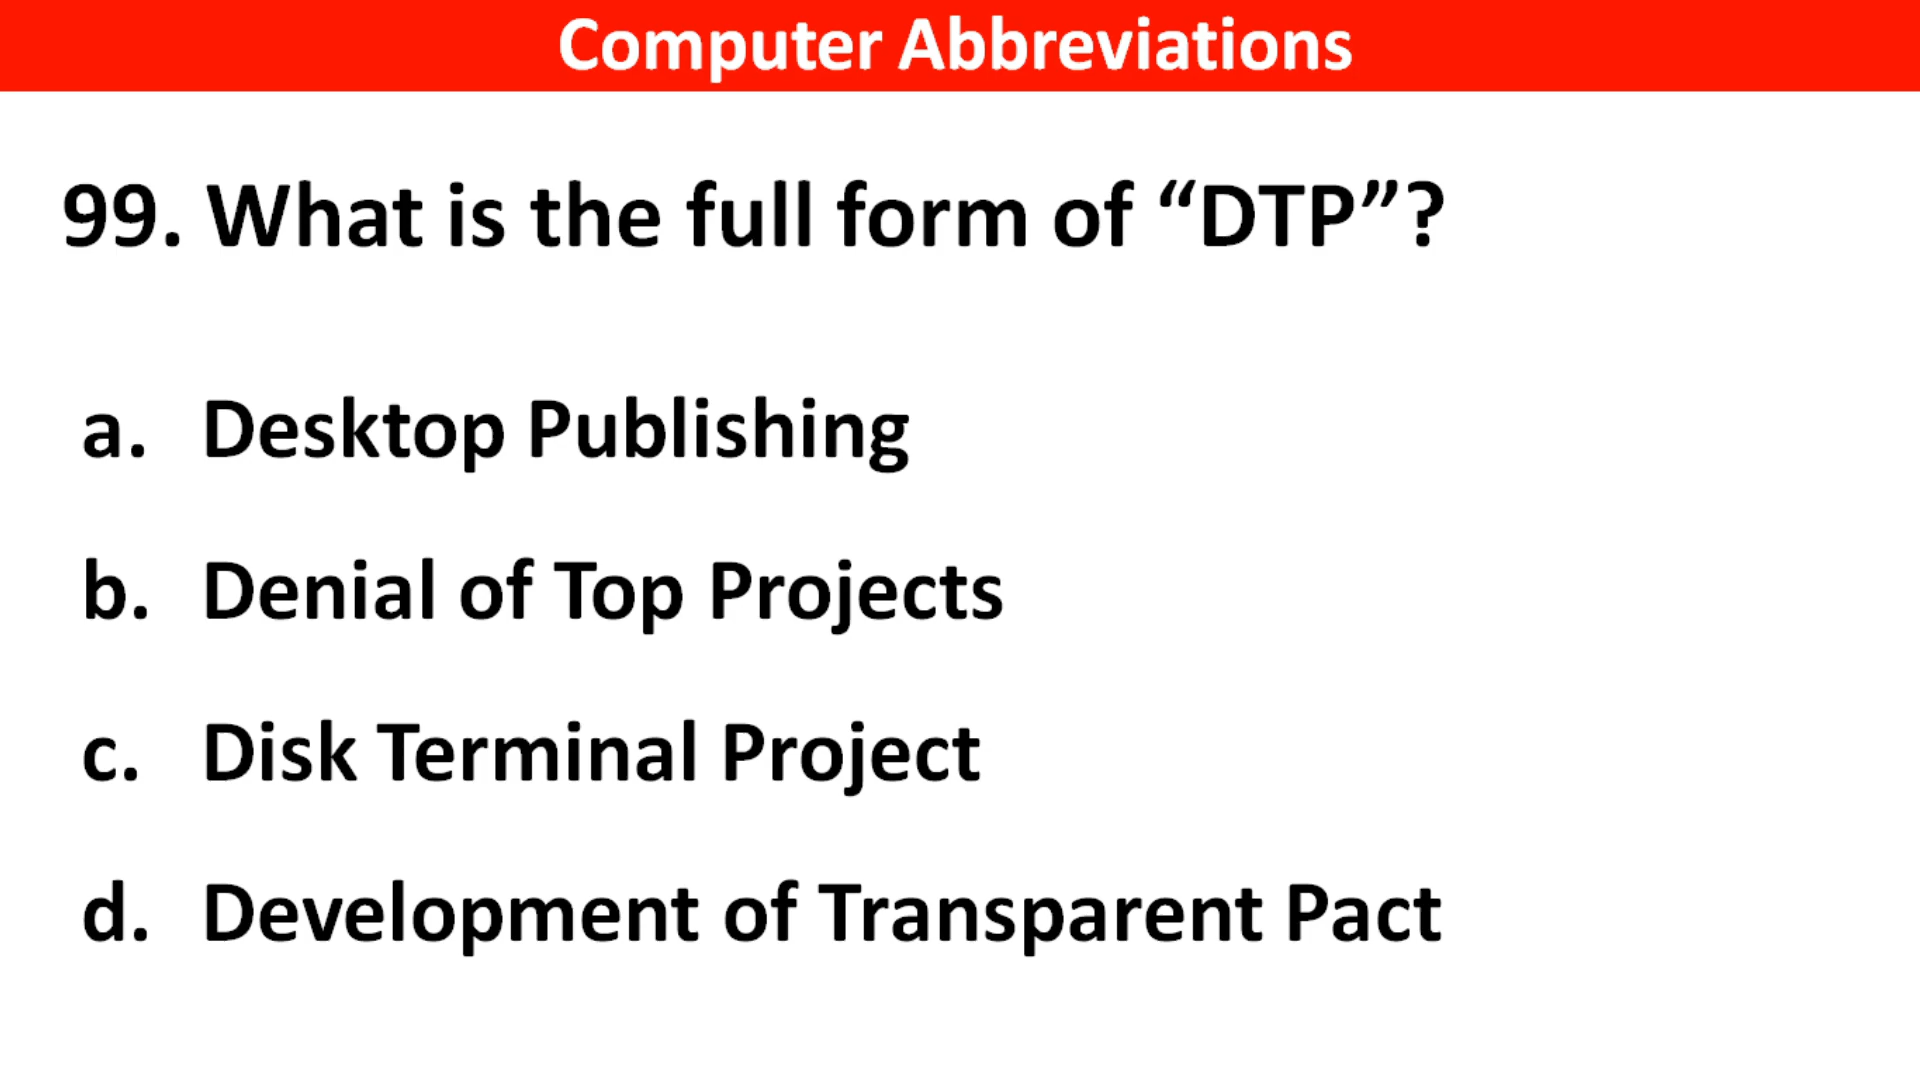 Computer Abbreviations
99. What is the full form of “DTP”?
a. Desktop Publishing
b. Denial of Top Projects
c. Disk Terminal Project
d. Development of Transparent Pact